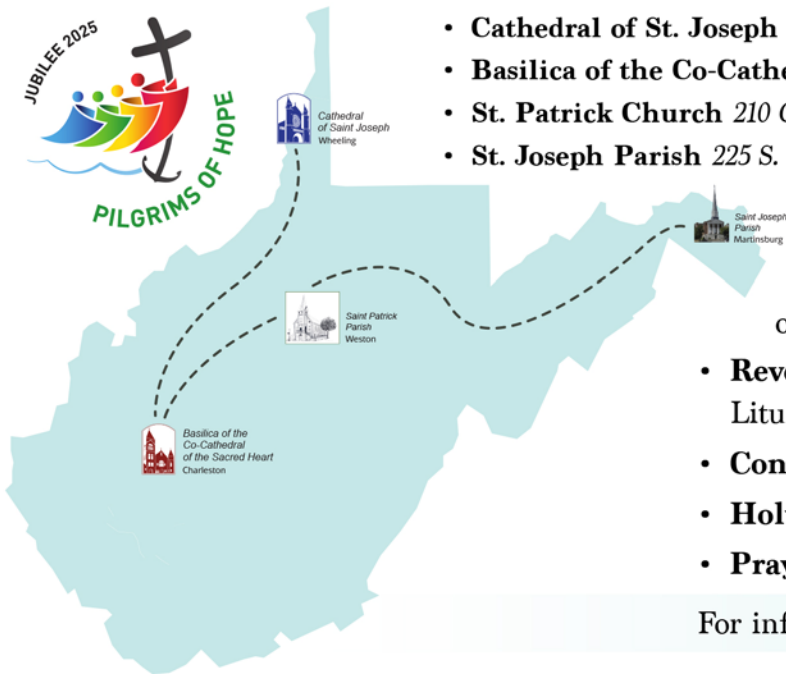 JUBILEE 2025
PILGRIMS OF HOPE
• Cathedral of St. Joseph
• Basilica of the Co-Cathe
• St. Patrick Church 210
• St. Joseph Parish 225 S.
Cathedral
of Saint Joseph
Wheeling
Saint Joseph
Parish
Martinsburg
Saint Patrick
Parish
Weston
Basilica of the
Co-Cathedral
of the Sacred Heart
Charleston
• Reve
Litu
• Con
• Hol
• Pray
For inf